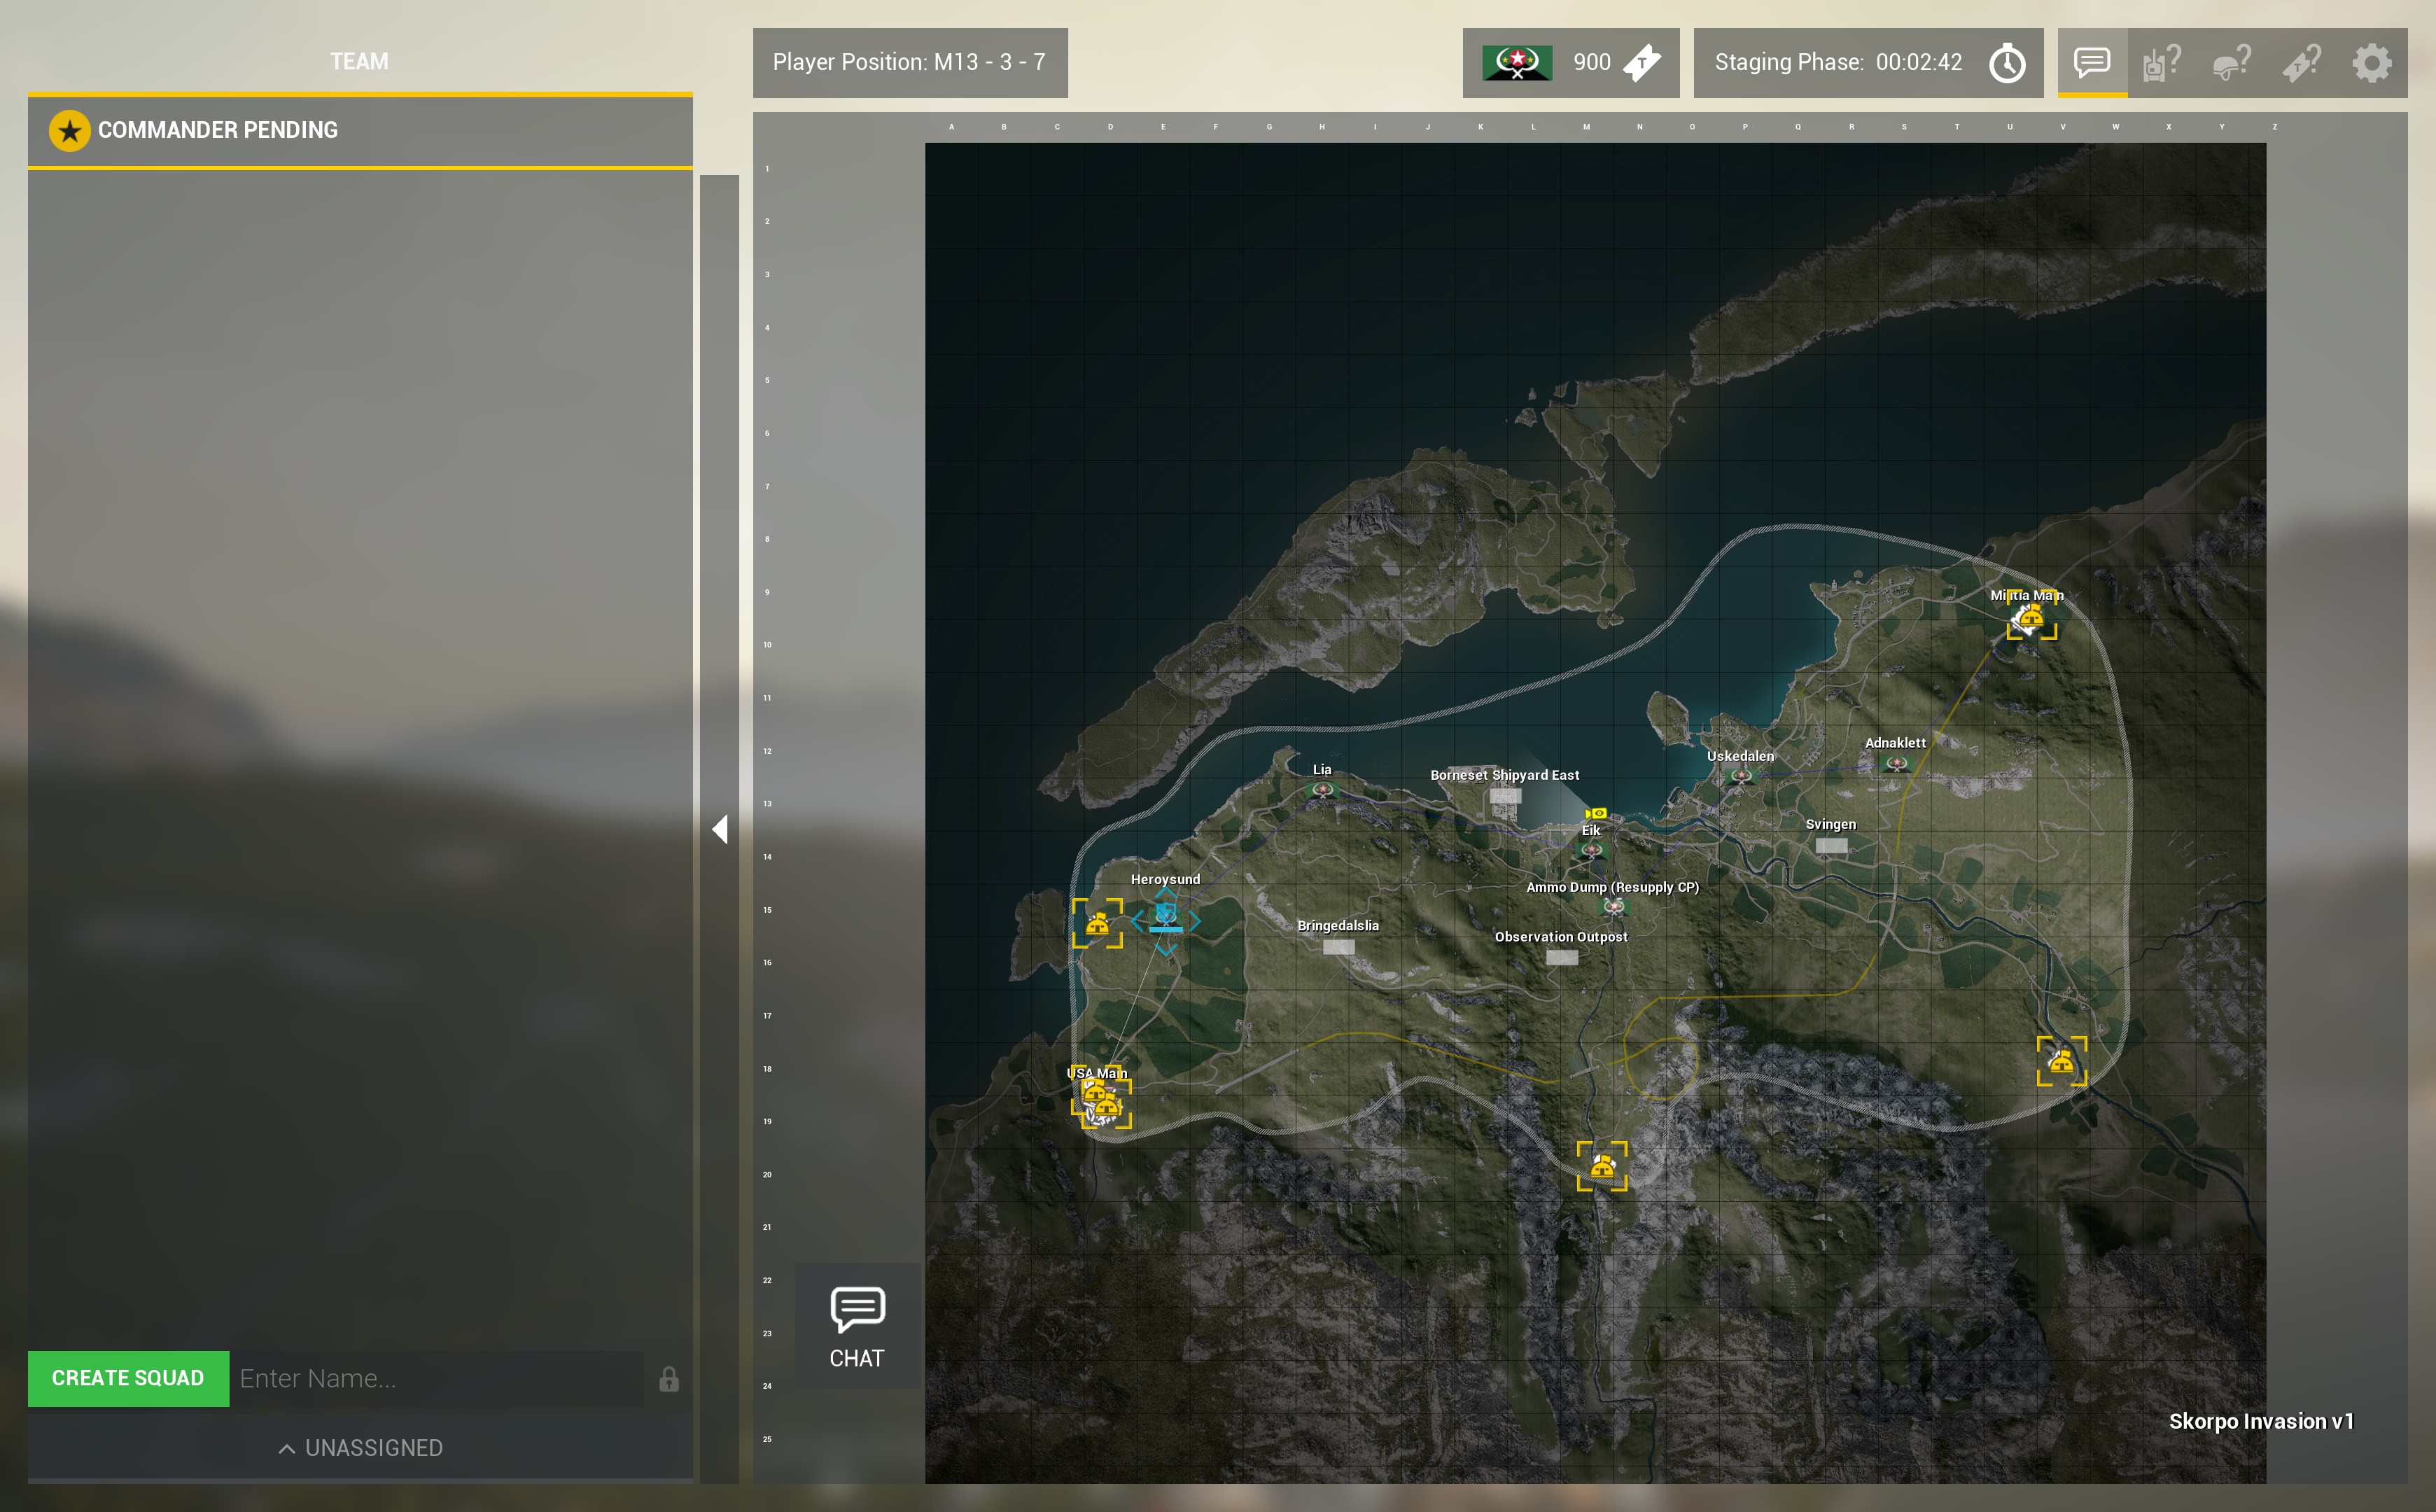 TEAM
Player Position: M13 - 3 - 7
900
T
Staging Phase: 00:02:42
?
?
T ?
COMMANDER PENDING
A B C D E F G H I J K L M N O P Q R S T U V W X Y Z
1
2
3
4
5
6
7
8
9
10
11
12
13
14
15
16
17
18
19
20
21
22
23
24
25
Militia Main
Adnaklett
Uskedalen
Lia
Borneset Shipyard East
Svingen
Eik
Heroysund
Ammo Dump (Resupply CP)
Bringedalslia
Observation Outpost
USA Main
CHAT
CREATE SQUAD
Enter Name...
Skorpo Invasion v1
UNASSIGNED